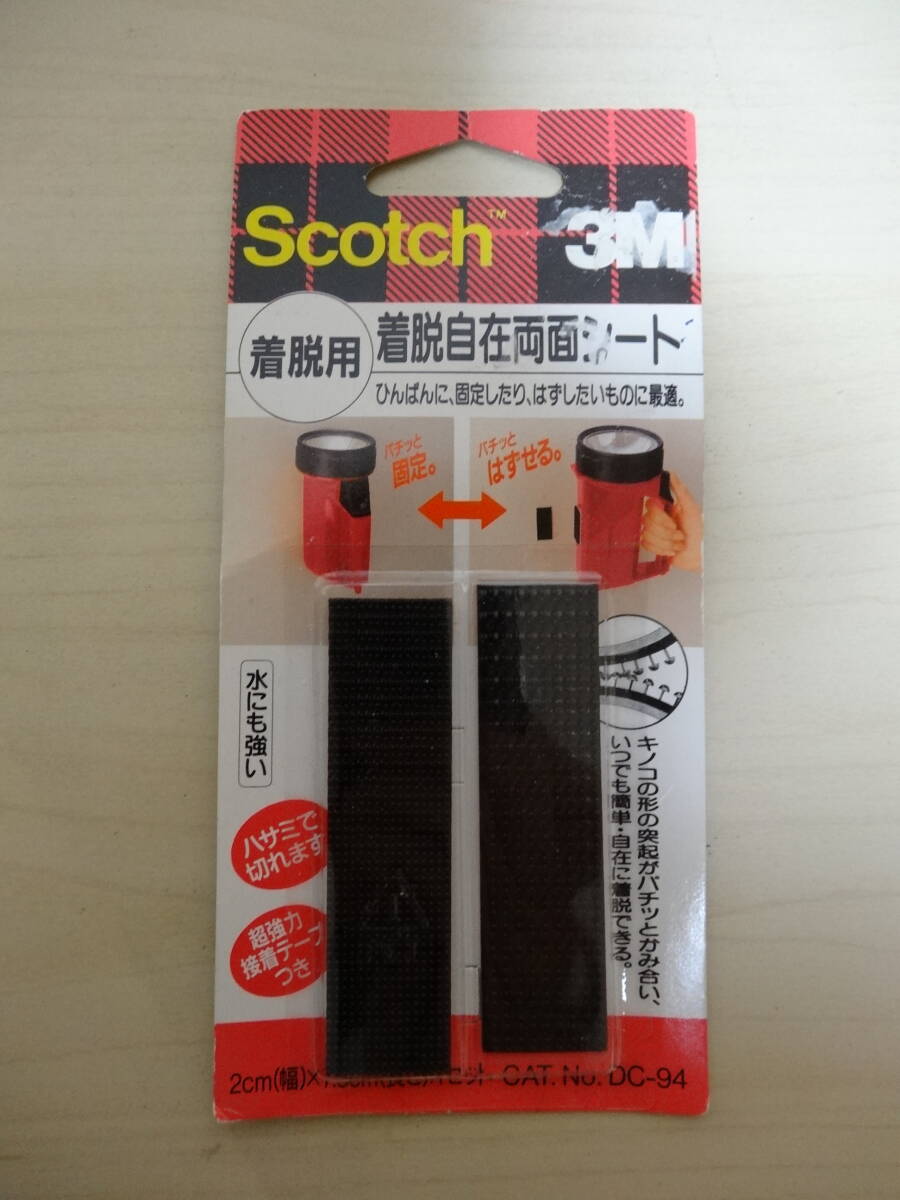 Scotch™ 3M
着脱用
着脱自在両面シート
ひんぱんに、固定したり、はずしたいものに最適。
パチッと
固定。
パチッと
はずせる。
水にも強い
ハサミで
切れます
超強力
接着テープ
つき
キノコの形の突起がパチッとかみ合い、
いつでも簡単・自在に着脱できる。
2cm(幅)× CAT. No. DC-94